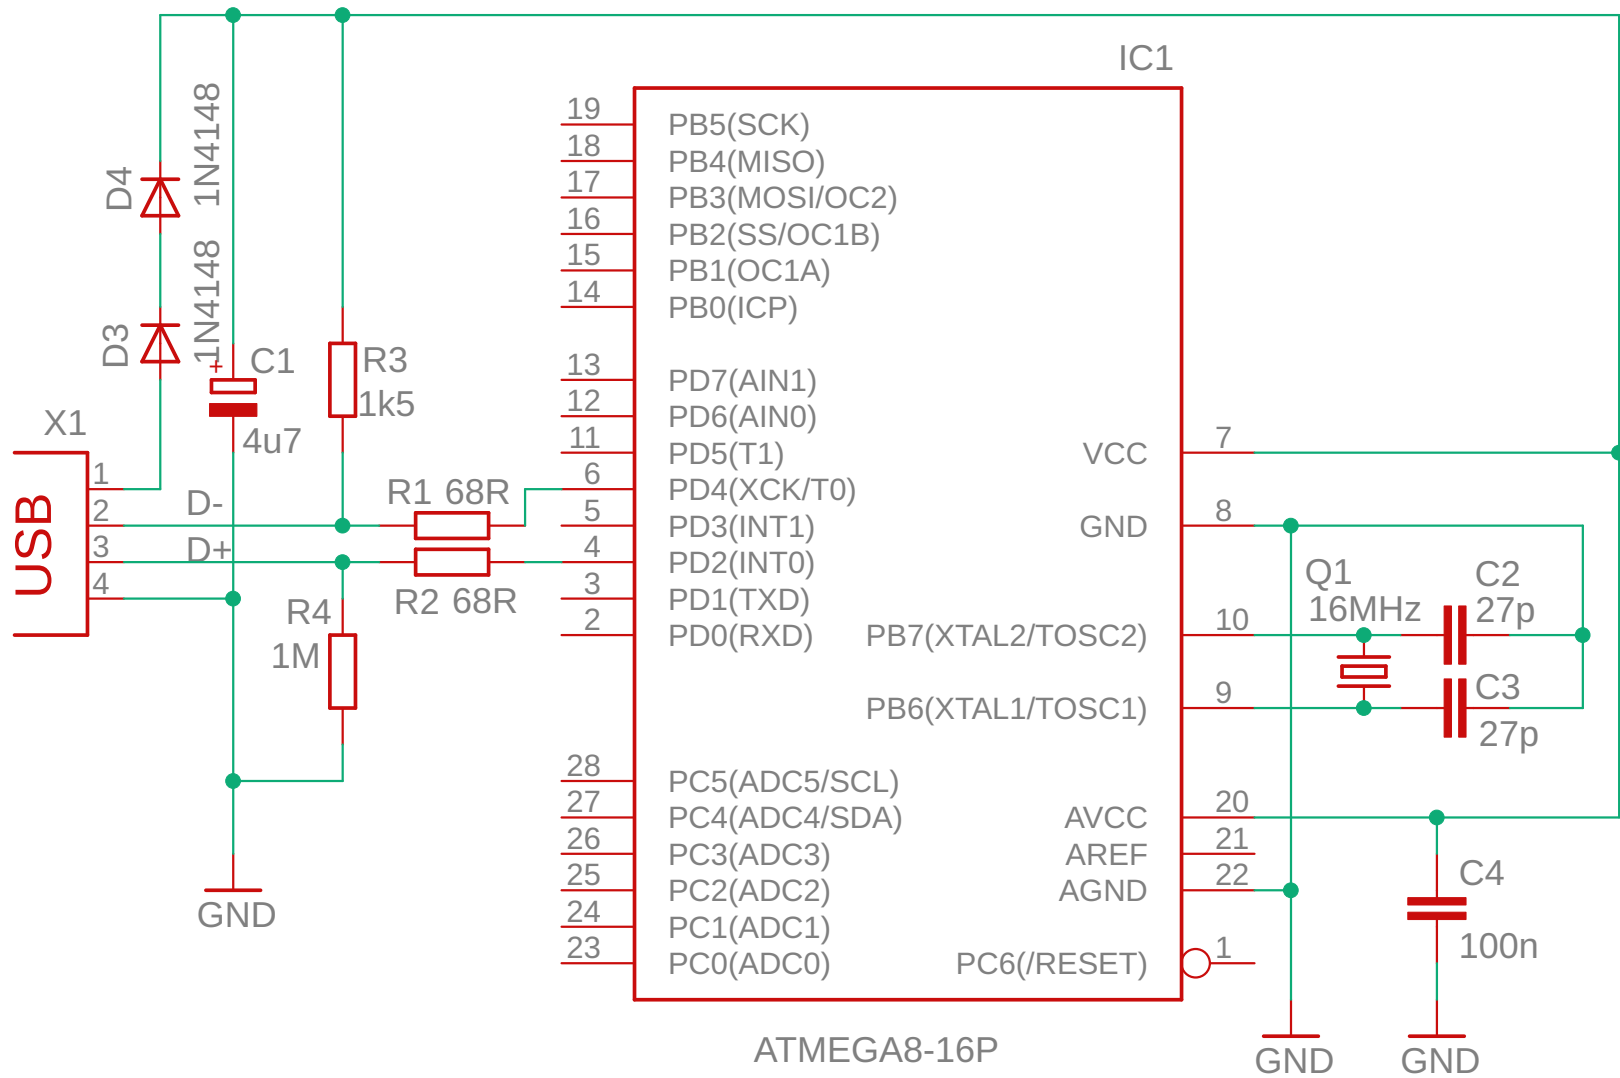 IC1
D4
1N4148
D3
1N4148
+
C1
4u7
R3
1k5
X1
USB
1
2
3
4
D-
D+
R1 68R
R2 68R
R4
1M
GND
19 PB5(SCK)
18 PB4(MISO)
17 PB3(MOSI/OC2)
16 PB2(SS/OC1B)
15 PB1(OC1A)
14 PB0(ICP)
13 PD7(AIN1)
12 PD6(AIN0)
11 PD5(T1)
6 PD4(XCK/T0)
5 PD3(INT1)
4 PD2(INT0)
3 PD1(TXD)
2 PD0(RXD)
28 PC5(ADC5/SCL)
27 PC4(ADC4/SDA)
26 PC3(ADC3)
25 PC2(ADC2)
24 PC1(ADC1)
23 PC0(ADC0)
VCC 7
GND 8
PB7(XTAL2/TOSC2) 10
PB6(XTAL1/TOSC1) 9
AVCC 20
AREF 21
AGND 22
PC6(/RESET) 1
Q1
16MHz
C2
27p
C3
27p
C4
100n
ATMEGA8-16P
GND
GND